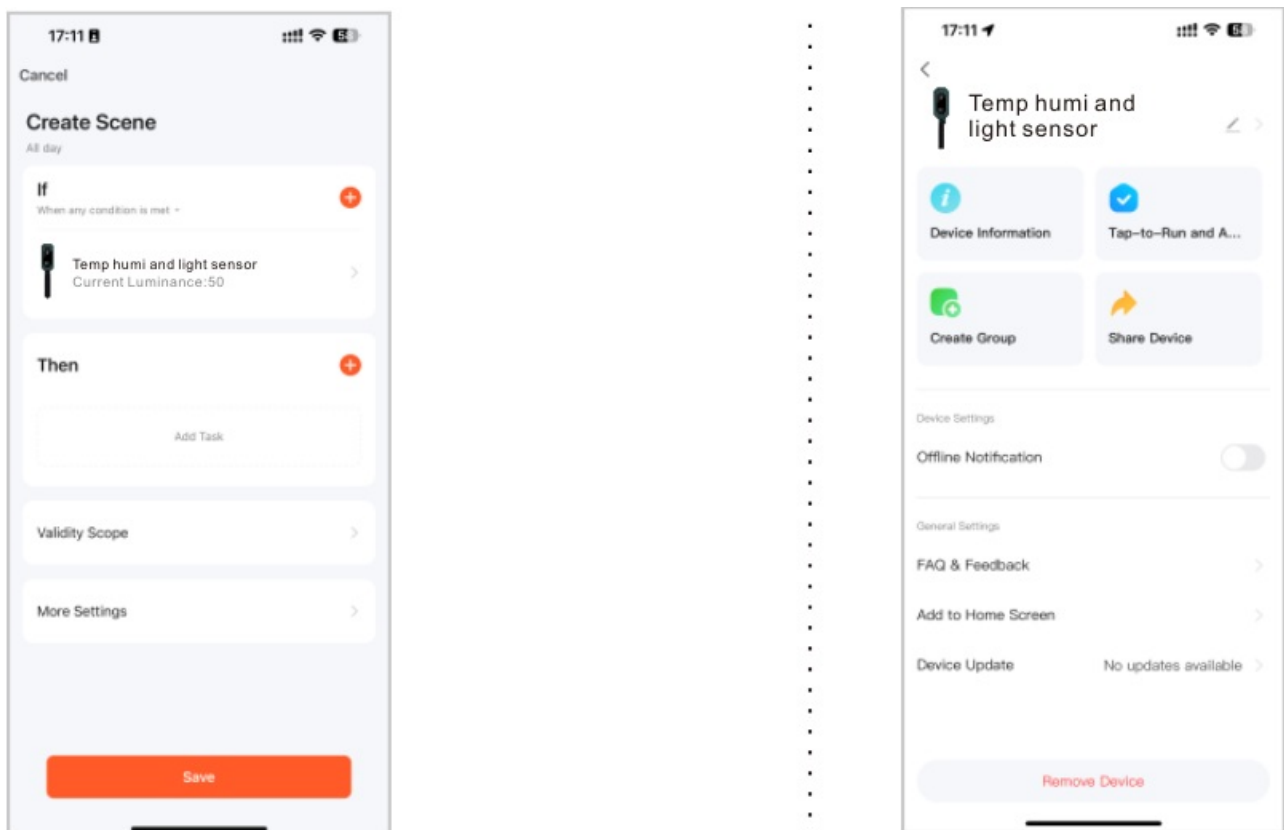 17:11
Cancel
Create Scene
All day
If
When any condition is met
Temp humi and light sensor
Current Luminance:50
Then
Add Task
Validity Scope
More Settings
Save
17:11
Temp humi and
light sensor
Device Information
Tap-to-Run and A...
Create Group
Share Device
Device Settings
Offline Notification
General Settings
FAQ & Feedback
Add to Home Screen
Device Update
No updates available
Remove Device